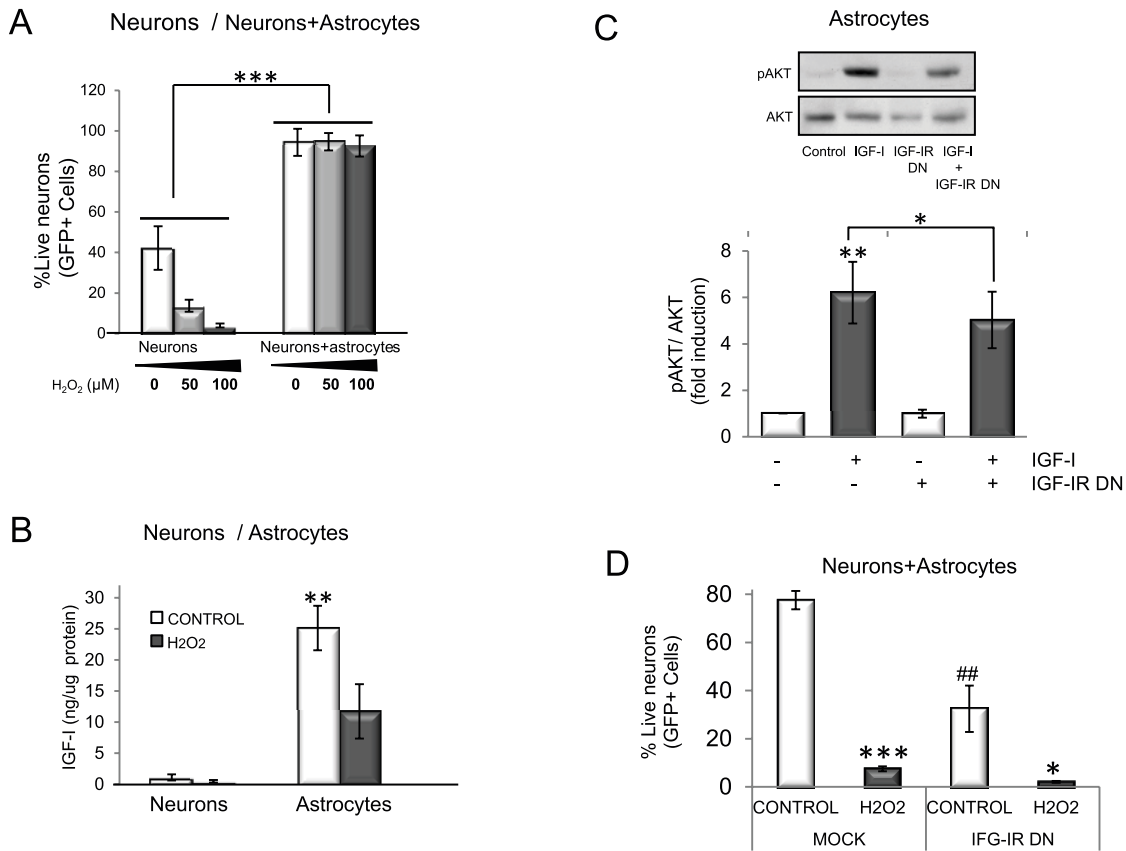 A
Neurons / Neurons+Astrocytes
***
120
100
80
60
40
20
0
%Live neurons
(GFP+ Cells)
Neurons
Neurons+astrocytes
H₂O₂ (µM)
0 50 100 0 50 100
B
Neurons / Astrocytes
30
25
20
15
10
5
0
IGF-I (ng/ug protein)
CONTROL
H2O2
**
Neurons
Astrocytes
C
Astrocytes
pAKT
AKT
Control IGF-I IGF-IR IGF-I
DN +
IGF-IR DN
*
**
8
6
4
2
0
pAKT/ AKT
(fold induction)
- + - + IGF-I
- - + + IGF-IR DN
D
Neurons+Astrocytes
80
60
40
20
0
% Live neurons
(GFP+ Cells)
##
***
*
CONTROL H2O2 CONTROL H2O2
MOCK IFG-IR DN